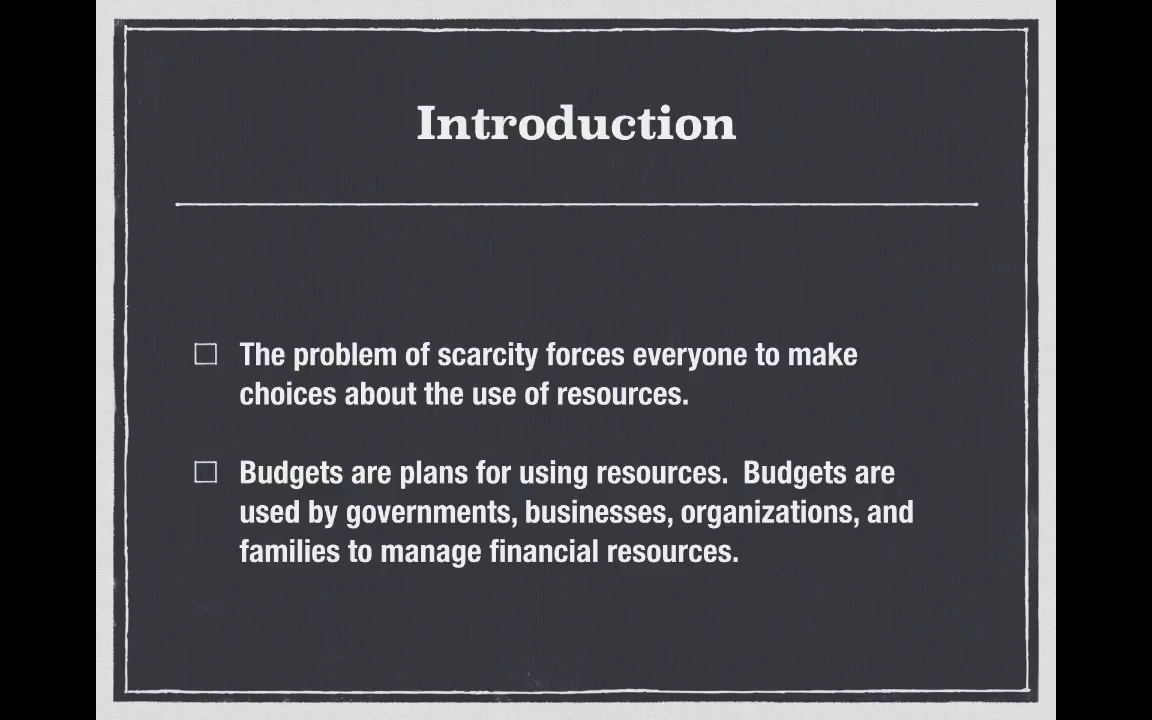 Introduction
The problem of scarcity forces everyone to make
choices about the use of resources.
Budgets are plans for using resources.  Budgets are
used by governments, businesses, organizations, and
families to manage financial resources.